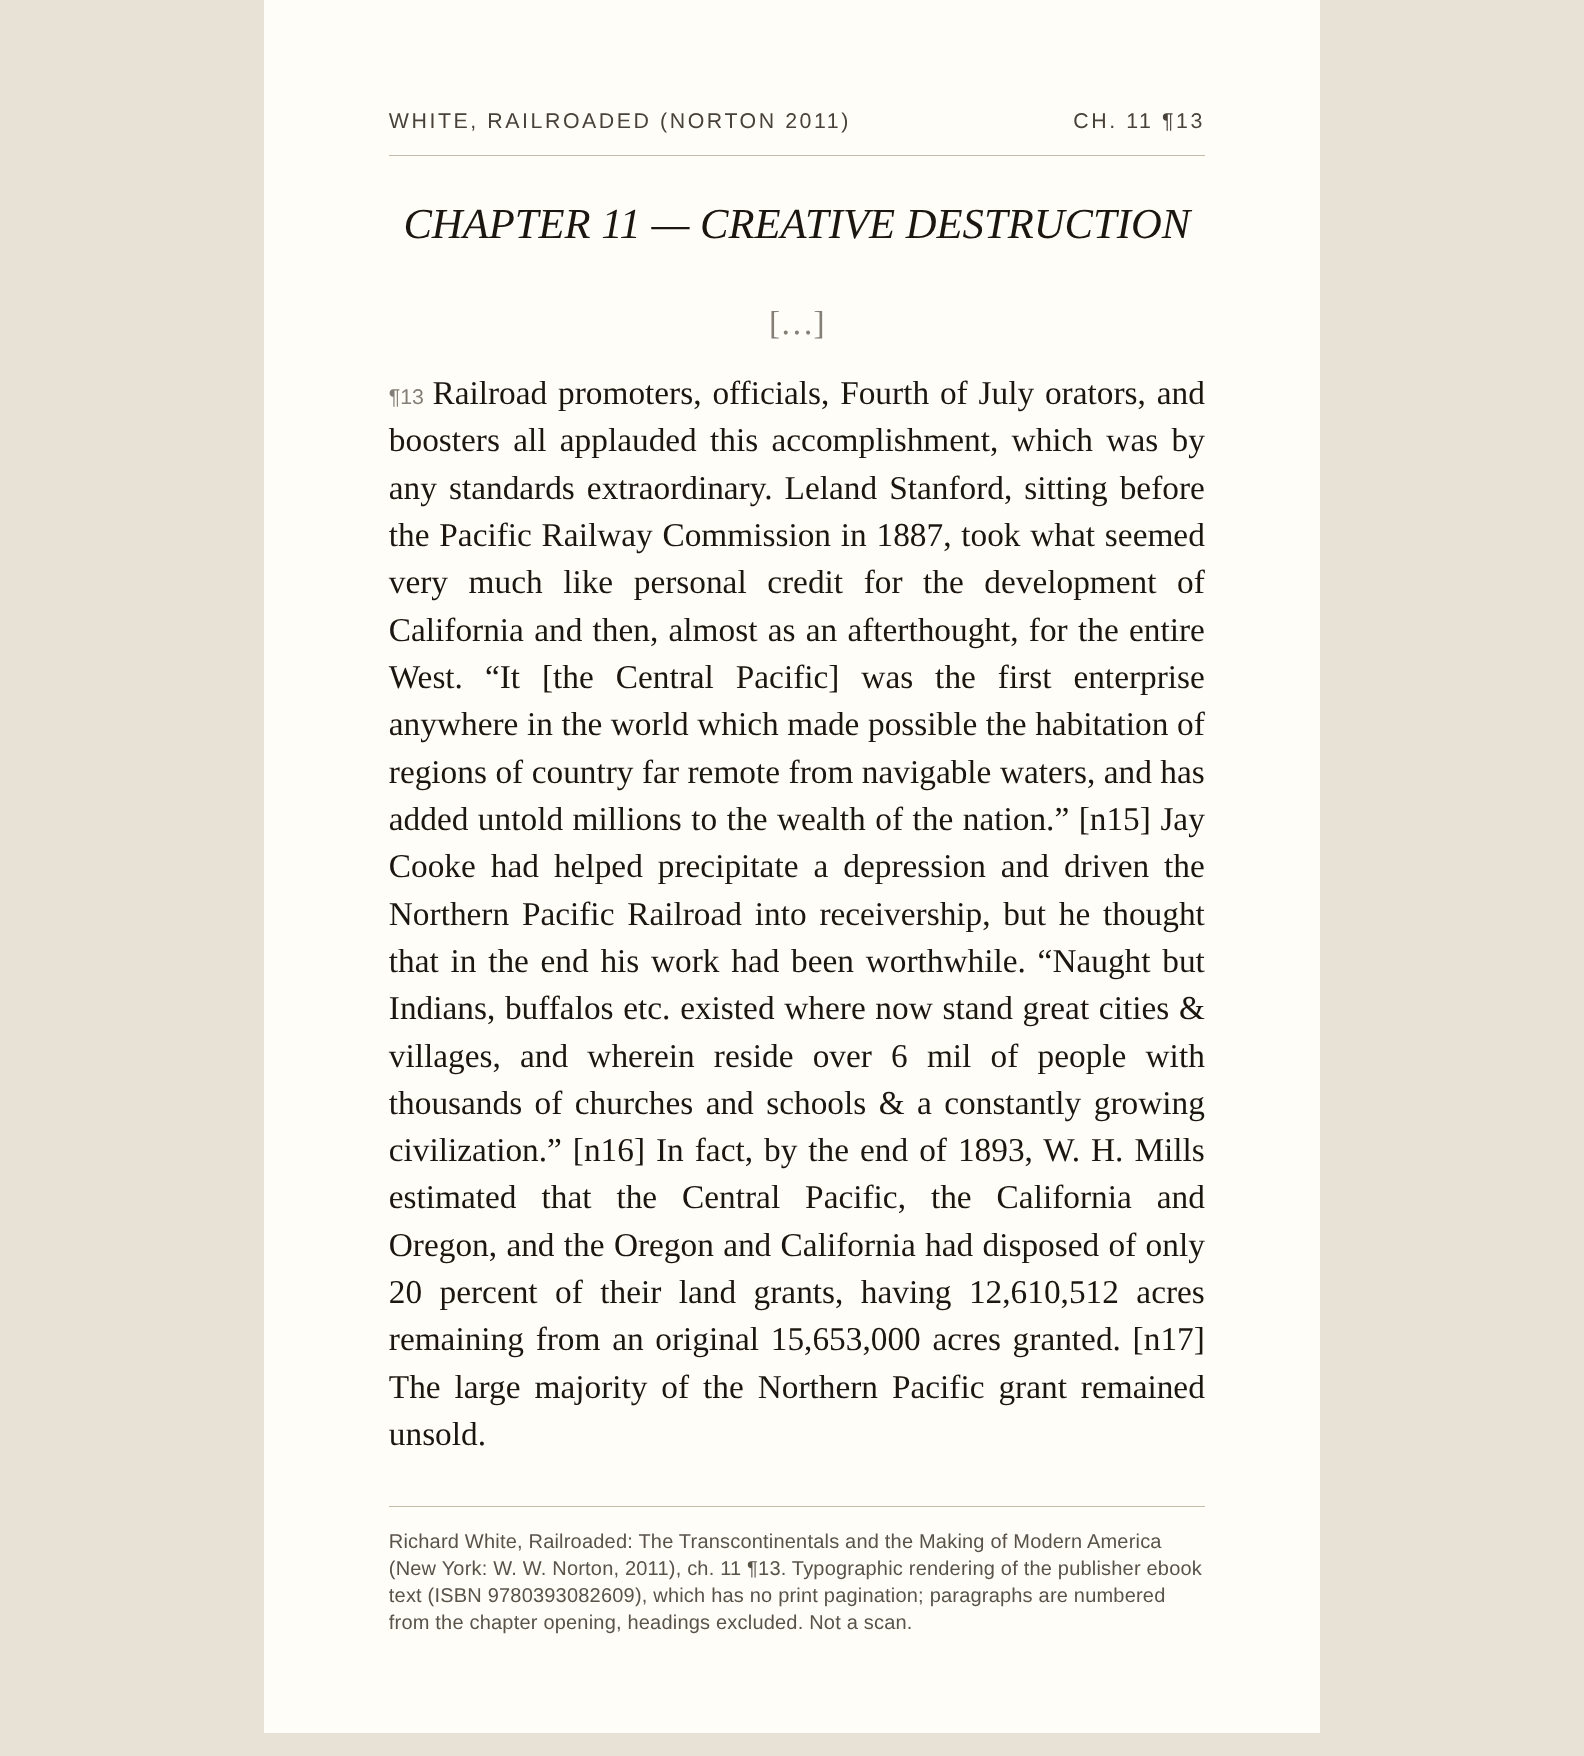 WHITE, RAILROADED (NORTON 2011)
CH. 11 ¶13
CHAPTER 11 — CREATIVE DESTRUCTION
[…]
¶13 Railroad promoters, officials, Fourth of July orators, and
boosters all applauded this accomplishment, which was by
any standards extraordinary. Leland Stanford, sitting before
the Pacific Railway Commission in 1887, took what seemed
very much like personal credit for the development of
California and then, almost as an afterthought, for the entire
West. “It [the Central Pacific] was the first enterprise
anywhere in the world which made possible the habitation of
regions of country far remote from navigable waters, and has
added untold millions to the wealth of the nation.” [n15] Jay
Cooke had helped precipitate a depression and driven the
Northern Pacific Railroad into receivership, but he thought
that in the end his work had been worthwhile. “Naught but
Indians, buffalos etc. existed where now stand great cities &
villages, and wherein reside over 6 mil of people with
thousands of churches and schools & a constantly growing
civilization.” [n16] In fact, by the end of 1893, W. H. Mills
estimated that the Central Pacific, the California and
Oregon, and the Oregon and California had disposed of only
20 percent of their land grants, having 12,610,512 acres
remaining from an original 15,653,000 acres granted. [n17]
The large majority of the Northern Pacific grant remained
unsold.
Richard White, Railroaded: The Transcontinentals and the Making of Modern America
(New York: W. W. Norton, 2011), ch. 11 ¶13. Typographic rendering of the publisher ebook
text (ISBN 9780393082609), which has no print pagination; paragraphs are numbered
from the chapter opening, headings excluded. Not a scan.